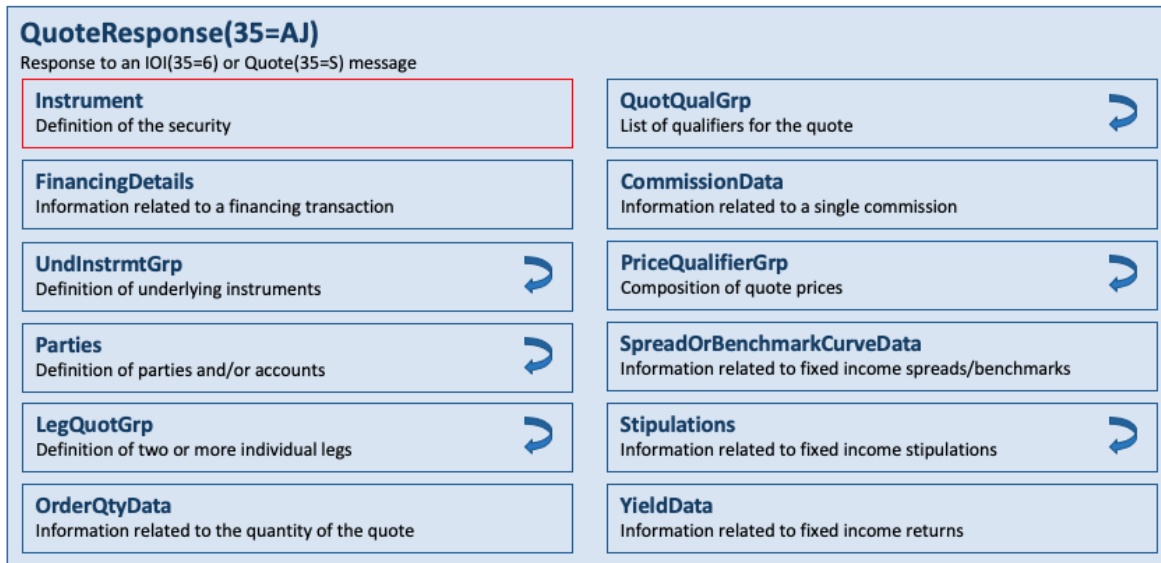 QuoteResponse(35=AJ)
Response to an IOI(35=6) or Quote(35=S) message
Instrument
Definition of the security
FinancingDetails
Information related to a financing transaction
UndInstrmtGrp
Definition of underlying instruments
Parties
Definition of parties and/or accounts
LegQuotGrp
Definition of two or more individual legs
OrderQtyData
Information related to the quantity of the quote
QuotQualGrp
List of qualifiers for the quote
CommissionData
Information related to a single commission
PriceQualifierGrp
Composition of quote prices
SpreadOrBenchmarkCurveData
Information related to fixed income spreads/benchmarks
Stipulations
Information related to fixed income stipulations
YieldData
Information related to fixed income returns